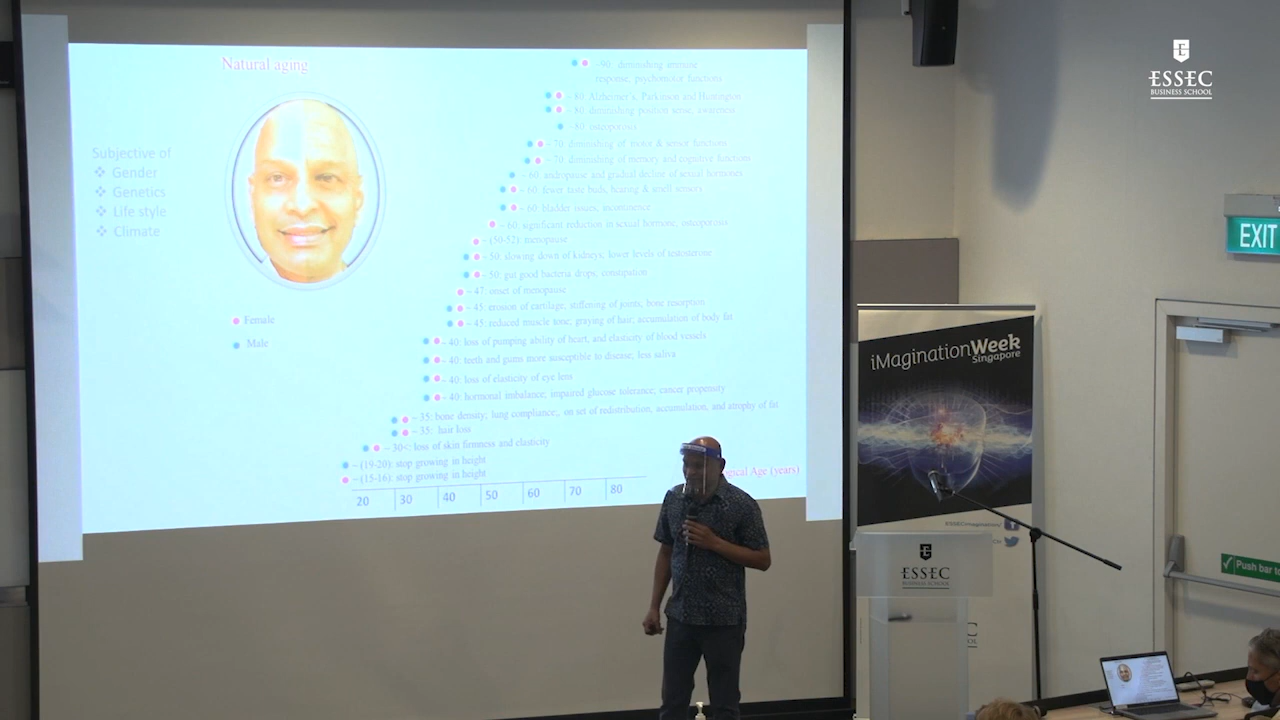 Natural aging
Subjective of
❖ Gender
❖ Genetics
❖ Life style
❖ Climate
Female
Male
~90: diminishing immune
response, psychomotor functions
~ 80: Alzheimer's, Parkinson and Huntington
~ 80: diminishing position sense, awareness
~80: osteoporosis
~ 70: diminishing of motor & sensor functions
~ 70: diminishing of memory and cognitive functions
~ 60: andropause and gradual decline of sexual hormones,
~ 60: fewer taste buds, hearing & smell sensory
~ 60: bladder issues, incontinence
~ 60: significant reduction in sexual hormone; osteoporosis
~ (50-52): menopause
~ 50: slowing down of kidneys; lower levels of testosterone
~ 50: gut good bacteria drops; constipation
~ 47: onset of menopause
~ 45: erosion of cartilage, stiffening of joints; bone resorption
~ 45: reduced muscle tone; graying of hair; accumulation of body fat
~ 40: loss of pumping ability of heart, and elasticity of blood vessels
~ 40: teeth and gums more susceptible to disease, less saliva
~ 40: loss of elasticity of eye lens
~ 40: hormonal imbalance; impaired glucose tolerance; cancer propensity
~ 35: bone density; lung compliance;, on set of redistribution, accumulation, and atrophy of fat
~ 35: hair loss
~ 30<: loss of skin firmness and elasticity
~ (19-20): stop growing in height
~ (15-16): stop growing in height
20 30 40 50 60 70 80
ogical Age (years)
ESSEC
BUSINESS SCHOOL
EXIT
iMaginationWeek
Singapore
ESSECimagination/
CH
ESSEC
BUSINESS SCHOOL
Push bar to